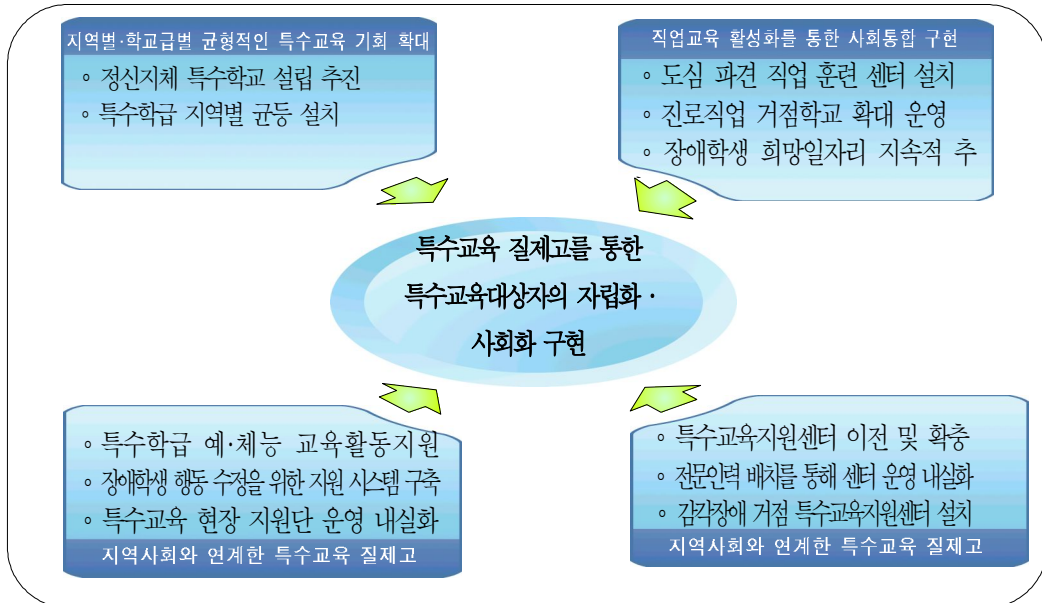 지역별·학교급별 균형적인 특수교육 기회 확대
◦ 정신지체 특수학교 설립 추진
◦ 특수학급 지역별 균등 설치
직업교육 활성화를 통한 사회통합 구현
◦ 도심 파견 직업 훈련 센터 설치
◦ 진로직업 거점학교 확대 운영
◦ 장애학생 희망일자리 지속적 추
특수교육 질제고를 통한
특수교육대상자의 자립화·
사회화 구현
◦ 특수학급 예·체능 교육활동지원
◦ 장애학생 행동 수정을 위한 지원 시스템 구축
◦ 특수교육 현장 지원단 운영 내실화
지역사회와 연계한 특수교육 질제고
◦ 특수교육지원센터 이전 및 확충
◦ 전문인력 배치를 통해 센터 운영 내실화
◦ 감각장애 거점 특수교육지원센터 설치
지역사회와 연계한 특수교육 질제고